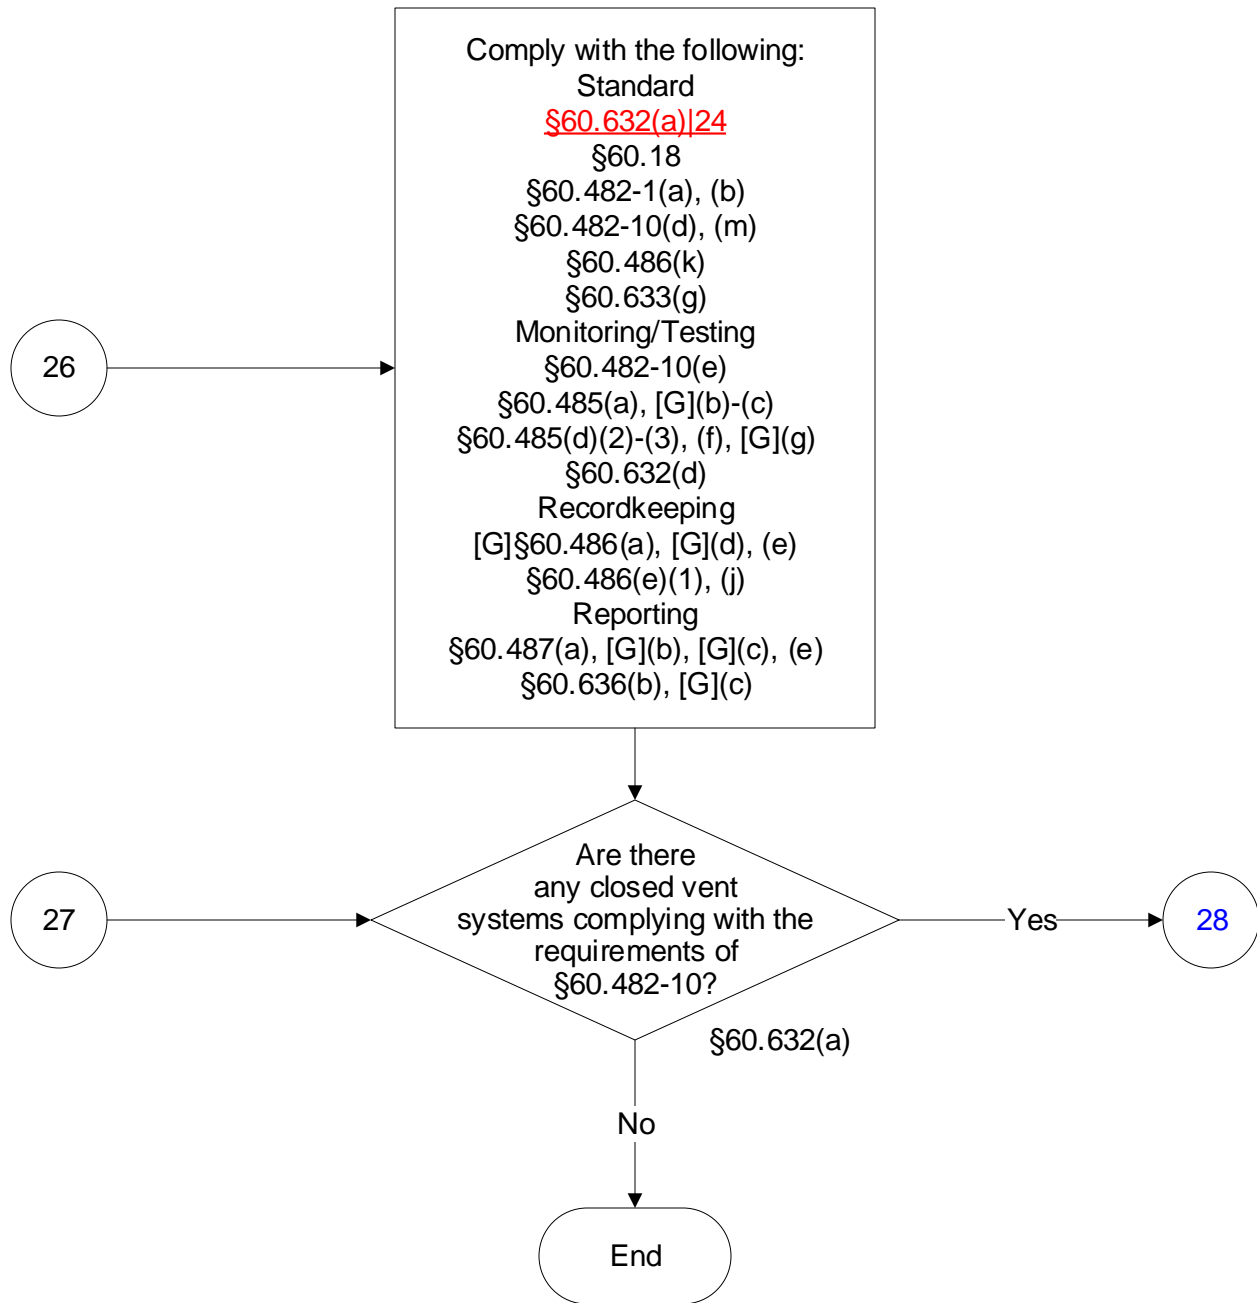 Comply with the following:
Standard
§60.632(a)|24
§60.18
§60.482-1(a), (b)
§60.482-10(d), (m)
§60.486(k)
§60.633(g)
Monitoring/Testing
§60.482-10(e)
§60.485(a), [G](b)-(c)
§60.485(d)(2)-(3), (f), [G](g)
§60.632(d)
Recordkeeping
[G]§60.486(a), [G](d), (e)
§60.486(e)(1), (j)
Reporting
§60.487(a), [G](b), [G](c), (e)
§60.636(b), [G](c)
26
Are there
any closed vent
systems complying with the
requirements of
§60.482-10?
27
Yes
28
§60.632(a)
No
End